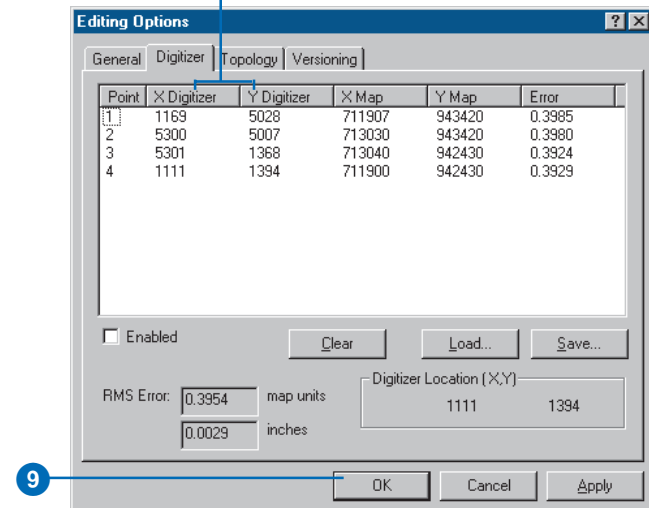 Editing Options ? X
General Digitizer Topology Versioning
Point X Digitizer Y Digitizer X Map Y Map Error
1 1169 5028 711907 943420 0.3985
2 5300 5007 713030 943420 0.3980
3 5301 1368 713040 942430 0.3924
4 1111 1394 711900 942430 0.3929
Enabled Clear Load... Save...
Digitizer Location (X,Y)
RMS Error: 0.3954 map units 1111 1394
0.0029 inches
9 OK Cancel Apply